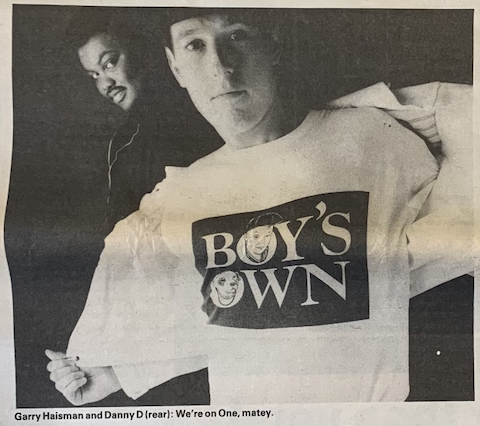 BOY'S
OWN
Garry Haisman and Danny D (rear): We're on One, matey.